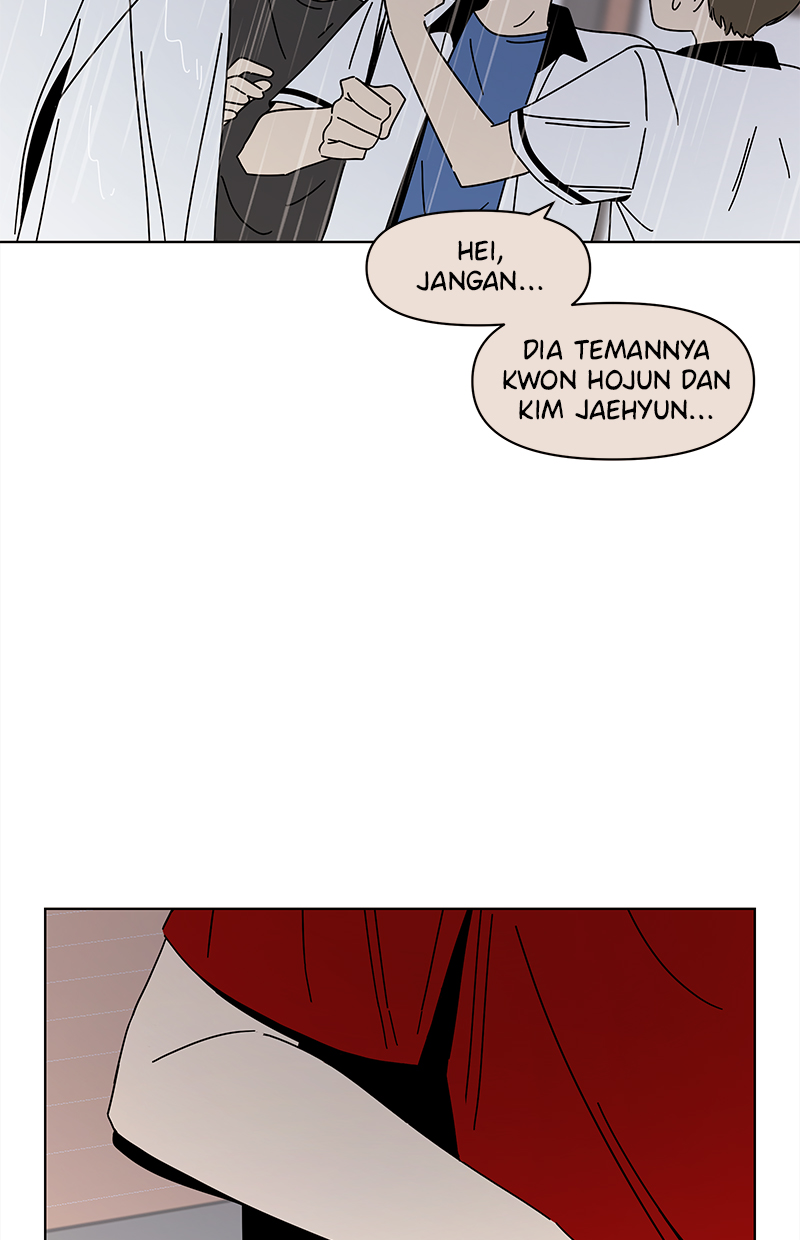 HEI,
JANGAN...
DIA TEMANNYA
KWON HOJUN DAN
KIM JAEHYUN...